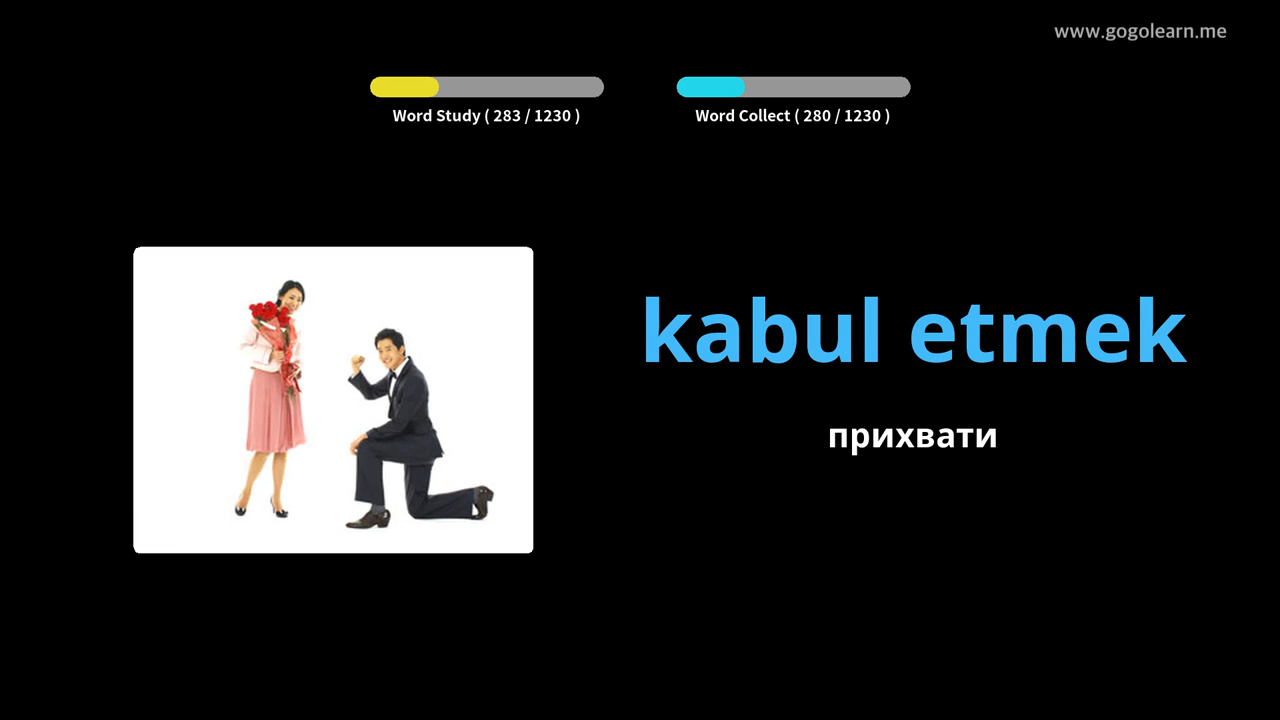 www.gogolearn.me
Word Study ( 283 / 1230 )
Word Collect ( 280 / 1230 )
kabul etmek
прихвати